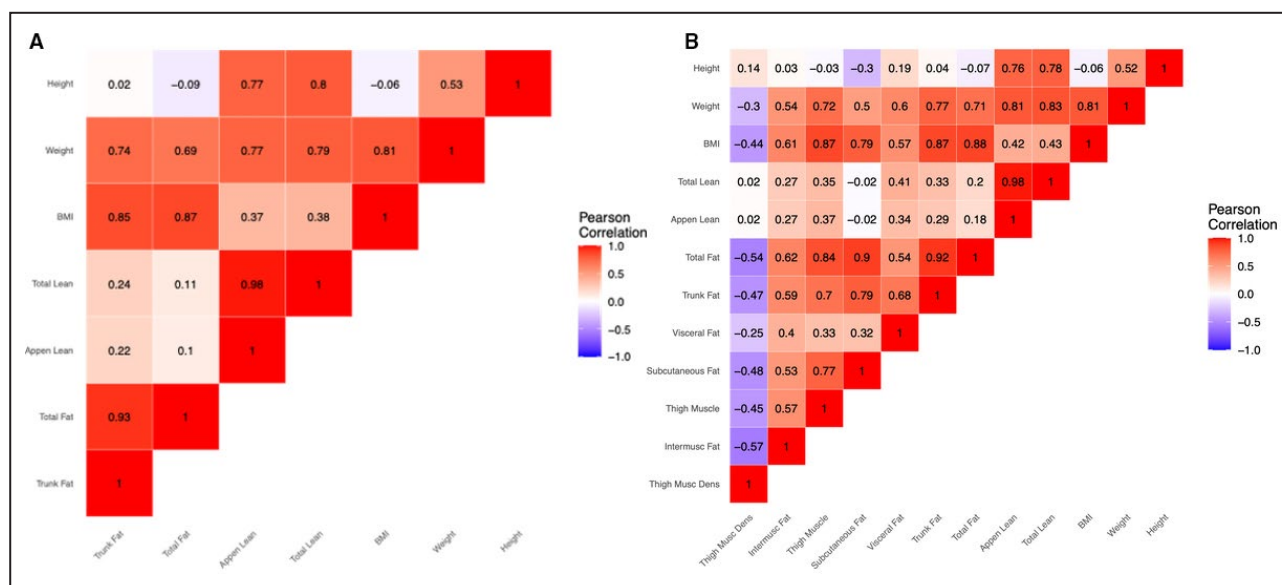 A
Height 0.02 −0.09 0.77 0.8 −0.06 0.53 1
Weight 0.74 0.69 0.77 0.79 0.81 1
BMI 0.85 0.87 0.37 0.38 1
Total Lean 0.24 0.11 0.98 1
Appen Lean 0.22 0.1 1
Total Fat 0.93 1
Trunk Fat 1
Trunk Fat Total Fat Appen Lean Total Lean BMI Weight Height
Pearson
Correlation
1.0
0.5
0.0
−0.5
−1.0
B
Height 0.14 0.03 −0.03 −0.3 0.19 0.04 −0.07 0.76 0.78 −0.06 0.52 1
Weight −0.3 0.54 0.72 0.5 0.6 0.77 0.71 0.81 0.83 0.81 1
BMI −0.44 0.61 0.87 0.79 0.57 0.87 0.88 0.42 0.43 1
Total Lean 0.02 0.27 0.35 −0.02 0.41 0.33 0.2 0.98 1
Appen Lean 0.02 0.27 0.37 −0.02 0.34 0.29 0.18 1
Total Fat −0.54 0.62 0.84 0.9 0.54 0.92 1
Trunk Fat −0.47 0.59 0.7 0.79 0.68 1
Visceral Fat −0.25 0.4 0.33 0.32 1
Subcutaneous Fat −0.48 0.53 0.77 1
Thigh Muscle −0.45 0.57 1
Intermusc Fat −0.57 1
Thigh Musc Dens 1
Thigh Musc Dens Intermusc Fat Thigh Muscle Subcutaneous Fat Visceral Fat Trunk Fat Total Fat Appen Lean Total Lean BMI Weight Height
Pearson
Correlation
1.0
0.5
0.0
−0.5
−1.0